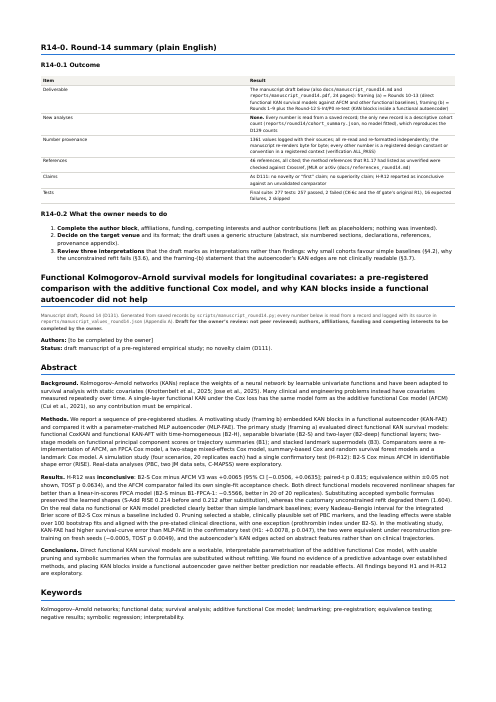 R14-0. Round-14 summary (plain English)
R14-0.1 Outcome
Item Result
Deliverable The manuscript draft below (also docs/manuscript_round14.md and
reports/manuscript_round14.pdf, 24 pages): framing (a) = Rounds 10–13 (direct
functional KAN survival models against AFCM and other functional baselines), framing (b) =
Rounds 1–9 plus the Round-12 S-Int/P0 re-test (KAN blocks inside a functional
autoencoder)
New analyses None. Every number is read from a saved record; the only new record is a descriptive cohort
count (reports/round14/cohort_summary.json, no model fitted), which reproduces the
D129 counts
Number provenance 1361 values logged with their sources; all re-read and re-formatted independently; the
manuscript re-renders byte for byte; every other number is a registered design constant or
convention in a registered context (verification ALL_PASS)
References 46 references, all cited; the method references that R1.17 had listed as unverified were
checked against Crossref, JMLR or arXiv (docs/references_round14.md)
Claims As D111: no novelty or "first" claim; no superiority claim; H-R12 reported as inconclusive
against an unvalidated comparator
Tests Final suite: 277 tests: 257 passed, 2 failed (CK-6s and the 4f gate's original R1), 16 expected
failures, 2 skipped
R14-0.2 What the owner needs to do
1. Complete the author block, affiliations, funding, competing interests and author contributions (left as placeholders; nothing was invented).
2. Decide on the target venue and its format; the draft uses a generic structure (abstract, six numbered sections, declarations, references,
provenance appendix).
3. Review three interpretations that the draft marks as interpretations rather than findings: why small cohorts favour simple baselines (§4.2), why
the unconstrained refit fails (§3.6), and the framing-(b) statement that the autoencoder's KAN edges are not clinically readable (§3.7).
Functional Kolmogorov–Arnold survival models for longitudinal covariates: a pre-registered
comparison with the additive functional Cox model, and why KAN blocks inside a functional
autoencoder did not help
Manuscript draft, Round 14 (D131). Generated from saved records by scripts/manuscript_round14.py; every number below is read from a record and logged with its source in
reports/manuscript_values_round14.json (Appendix A). Draft for the owner's review: not peer reviewed; authors, affiliations, funding and competing interests to be
completed by the owner.
Authors: [to be completed by the owner]
Status: draft manuscript of a pre-registered empirical study; no novelty claim (D111).
Abstract
Background. Kolmogorov–Arnold networks (KANs) replace the weights of a neural network by learnable univariate functions and have been adapted
to survival analysis with static covariates (Knottenbelt et al., 2025; Jose et al., 2025). Many clinical and engineering problems instead have covariates
measured repeatedly over time. A single-layer functional KAN under the Cox loss has the same model form as the additive functional Cox model (AFCM)
(Cui et al., 2021), so any contribution must be empirical.
Methods. We report a sequence of pre-registered studies. A motivating study (framing b) embedded KAN blocks in a functional autoencoder (KAN-FAE)
and compared it with a parameter-matched MLP autoencoder (MLP-FAE). The primary study (framing a) evaluated direct functional KAN survival models:
functional CoxKAN and functional KAN-AFT with time-homogeneous (B2-H), separable bivariate (B2-S) and two-layer (B2-deep) functional layers; two-
stage models on functional principal component scores or trajectory summaries (B1); and stacked landmark supermodels (B3). Comparators were a re-
implementation of AFCM, an FPCA Cox model, a two-stage mixed-effects Cox model, summary-based Cox and random survival forest models and a
landmark Cox model. A simulation study (four scenarios, 20 replicates each) had a single confirmatory test (H-R12): B2-S Cox minus AFCM in identifiable
shape error (RISE). Real-data analyses (PBC, two JM data sets, C-MAPSS) were exploratory.
Results. H-R12 was inconclusive: B2-S Cox minus AFCM V3 was +0.0065 (95% CI [−0.0506, +0.0635]; paired-t p 0.815; equivalence within ±0.05 not
shown, TOST p 0.0634), and the AFCM comparator failed its own single-fit acceptance check. Both direct functional models recovered nonlinear shapes far
better than a linear-in-scores FPCA model (B2-S minus B1-FPCA-1: −0.5566, better in 20 of 20 replicates). Substituting accepted symbolic formulas
preserved the learned shapes (S-Add RISE 0.214 before and 0.212 after substitution), whereas the customary unconstrained refit degraded them (1.604).
On the real data no functional or KAN model predicted clearly better than simple landmark baselines; every Nadeau–Bengio interval for the integrated
Brier score of B2-S Cox minus a baseline included 0. Pruning selected a stable, clinically plausible set of PBC markers, and the leading effects were stable
over 100 bootstrap fits and aligned with the pre-stated clinical directions, with one exception (prothrombin index under B2-S). In the motivating study,
KAN-FAE had higher survival-curve error than MLP-FAE in the confirmatory test (H1: +0.0078, p 0.047), the two were equivalent under reconstruction pre-
training on fresh seeds (−0.0005, TOST p 0.0049), and the autoencoder's KAN edges acted on abstract features rather than on clinical trajectories.
Conclusions. Direct functional KAN survival models are a workable, interpretable parametrisation of the additive functional Cox model, with usable
pruning and symbolic summaries when the formulas are substituted without refitting. We found no evidence of a predictive advantage over established
methods, and placing KAN blocks inside a functional autoencoder gave neither better prediction nor readable effects. All findings beyond H1 and H-R12
are exploratory.
Keywords
Kolmogorov–Arnold networks; functional data; survival analysis; additive functional Cox model; landmarking; pre-registration; equivalence testing;
negative results; symbolic regression; interpretability.